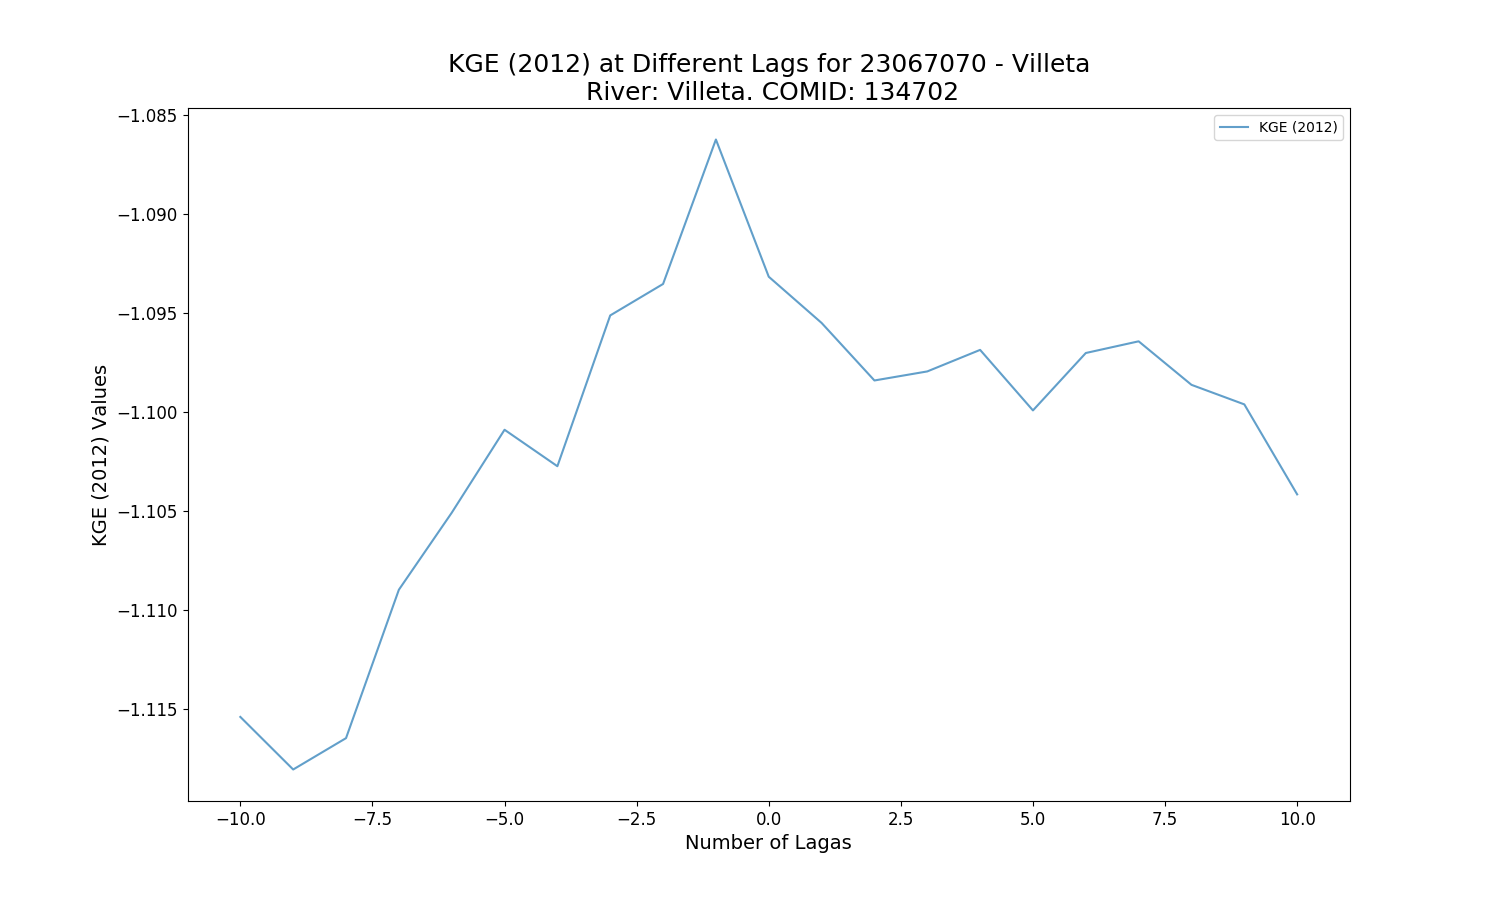 KGE (2012) at Different Lags for 23067070 - Villeta
River: Villeta. COMID: 134702
KGE (2012)
−1.085
−1.090
−1.095
−1.100
−1.105
−1.110
−1.115
KGE (2012) Values
−10.0 −7.5 −5.0 −2.5 0.0 2.5 5.0 7.5 10.0
Number of Lagas